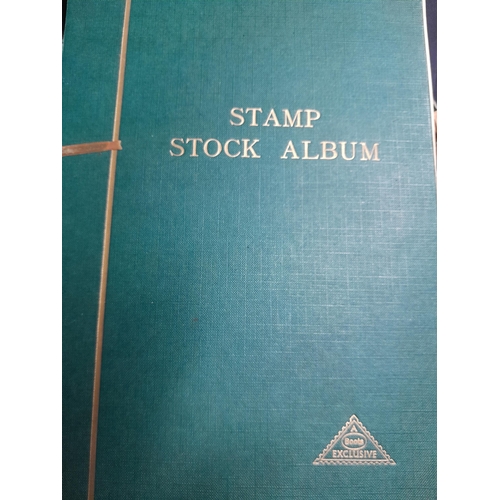 STAMP
STOCK ALBUM
A
Boots
EXCLUSIVE